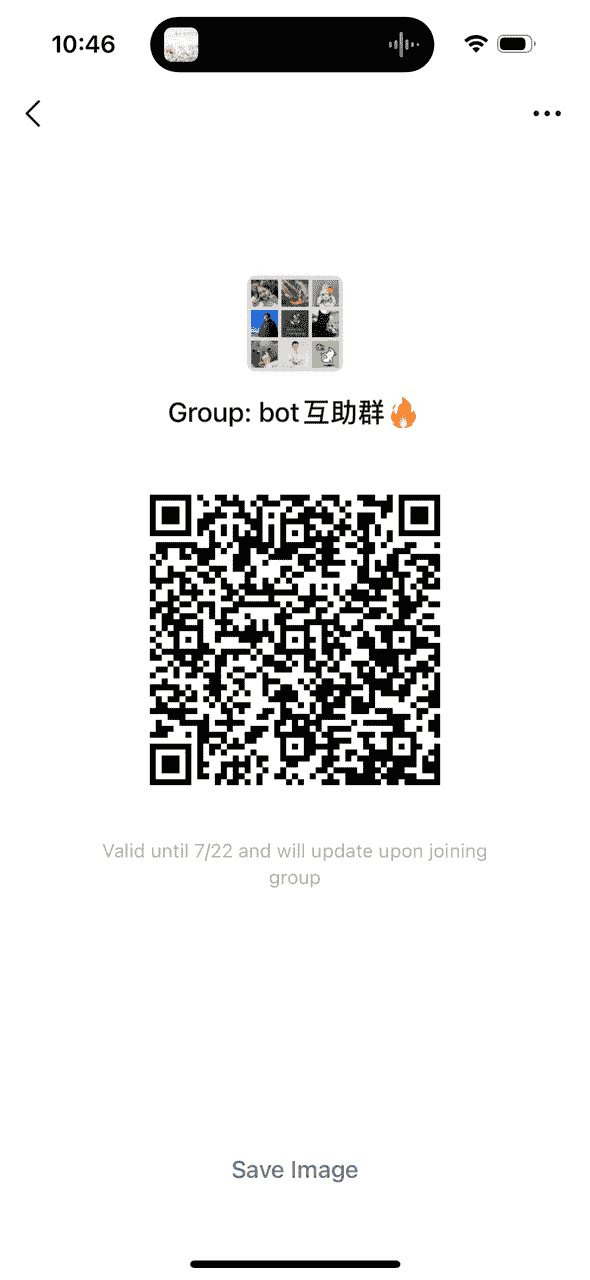 10:46
Group: bot互助群🔥
Valid until 7/22 and will update upon joining
group
Save Image